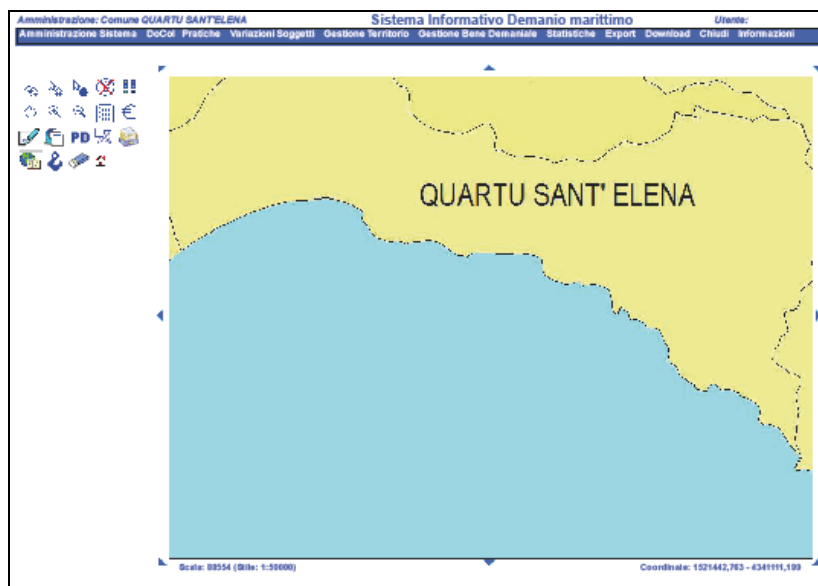 Amministrazione: Comune QUARTU SANT'ELENA Sistema Informativo Demanio marittimo Utente:
Amministrazione Sistema DoCol Pratiche Variazioni Soggetti Gestione Territorio Gestione Bene Demaniale Statistiche Export Download Chiudi Informazioni
PD
QUARTU SANT' ELENA
Scala: 88554 (Stile: 1:50000) Coordinate: 1521442,763 - 4341111,199